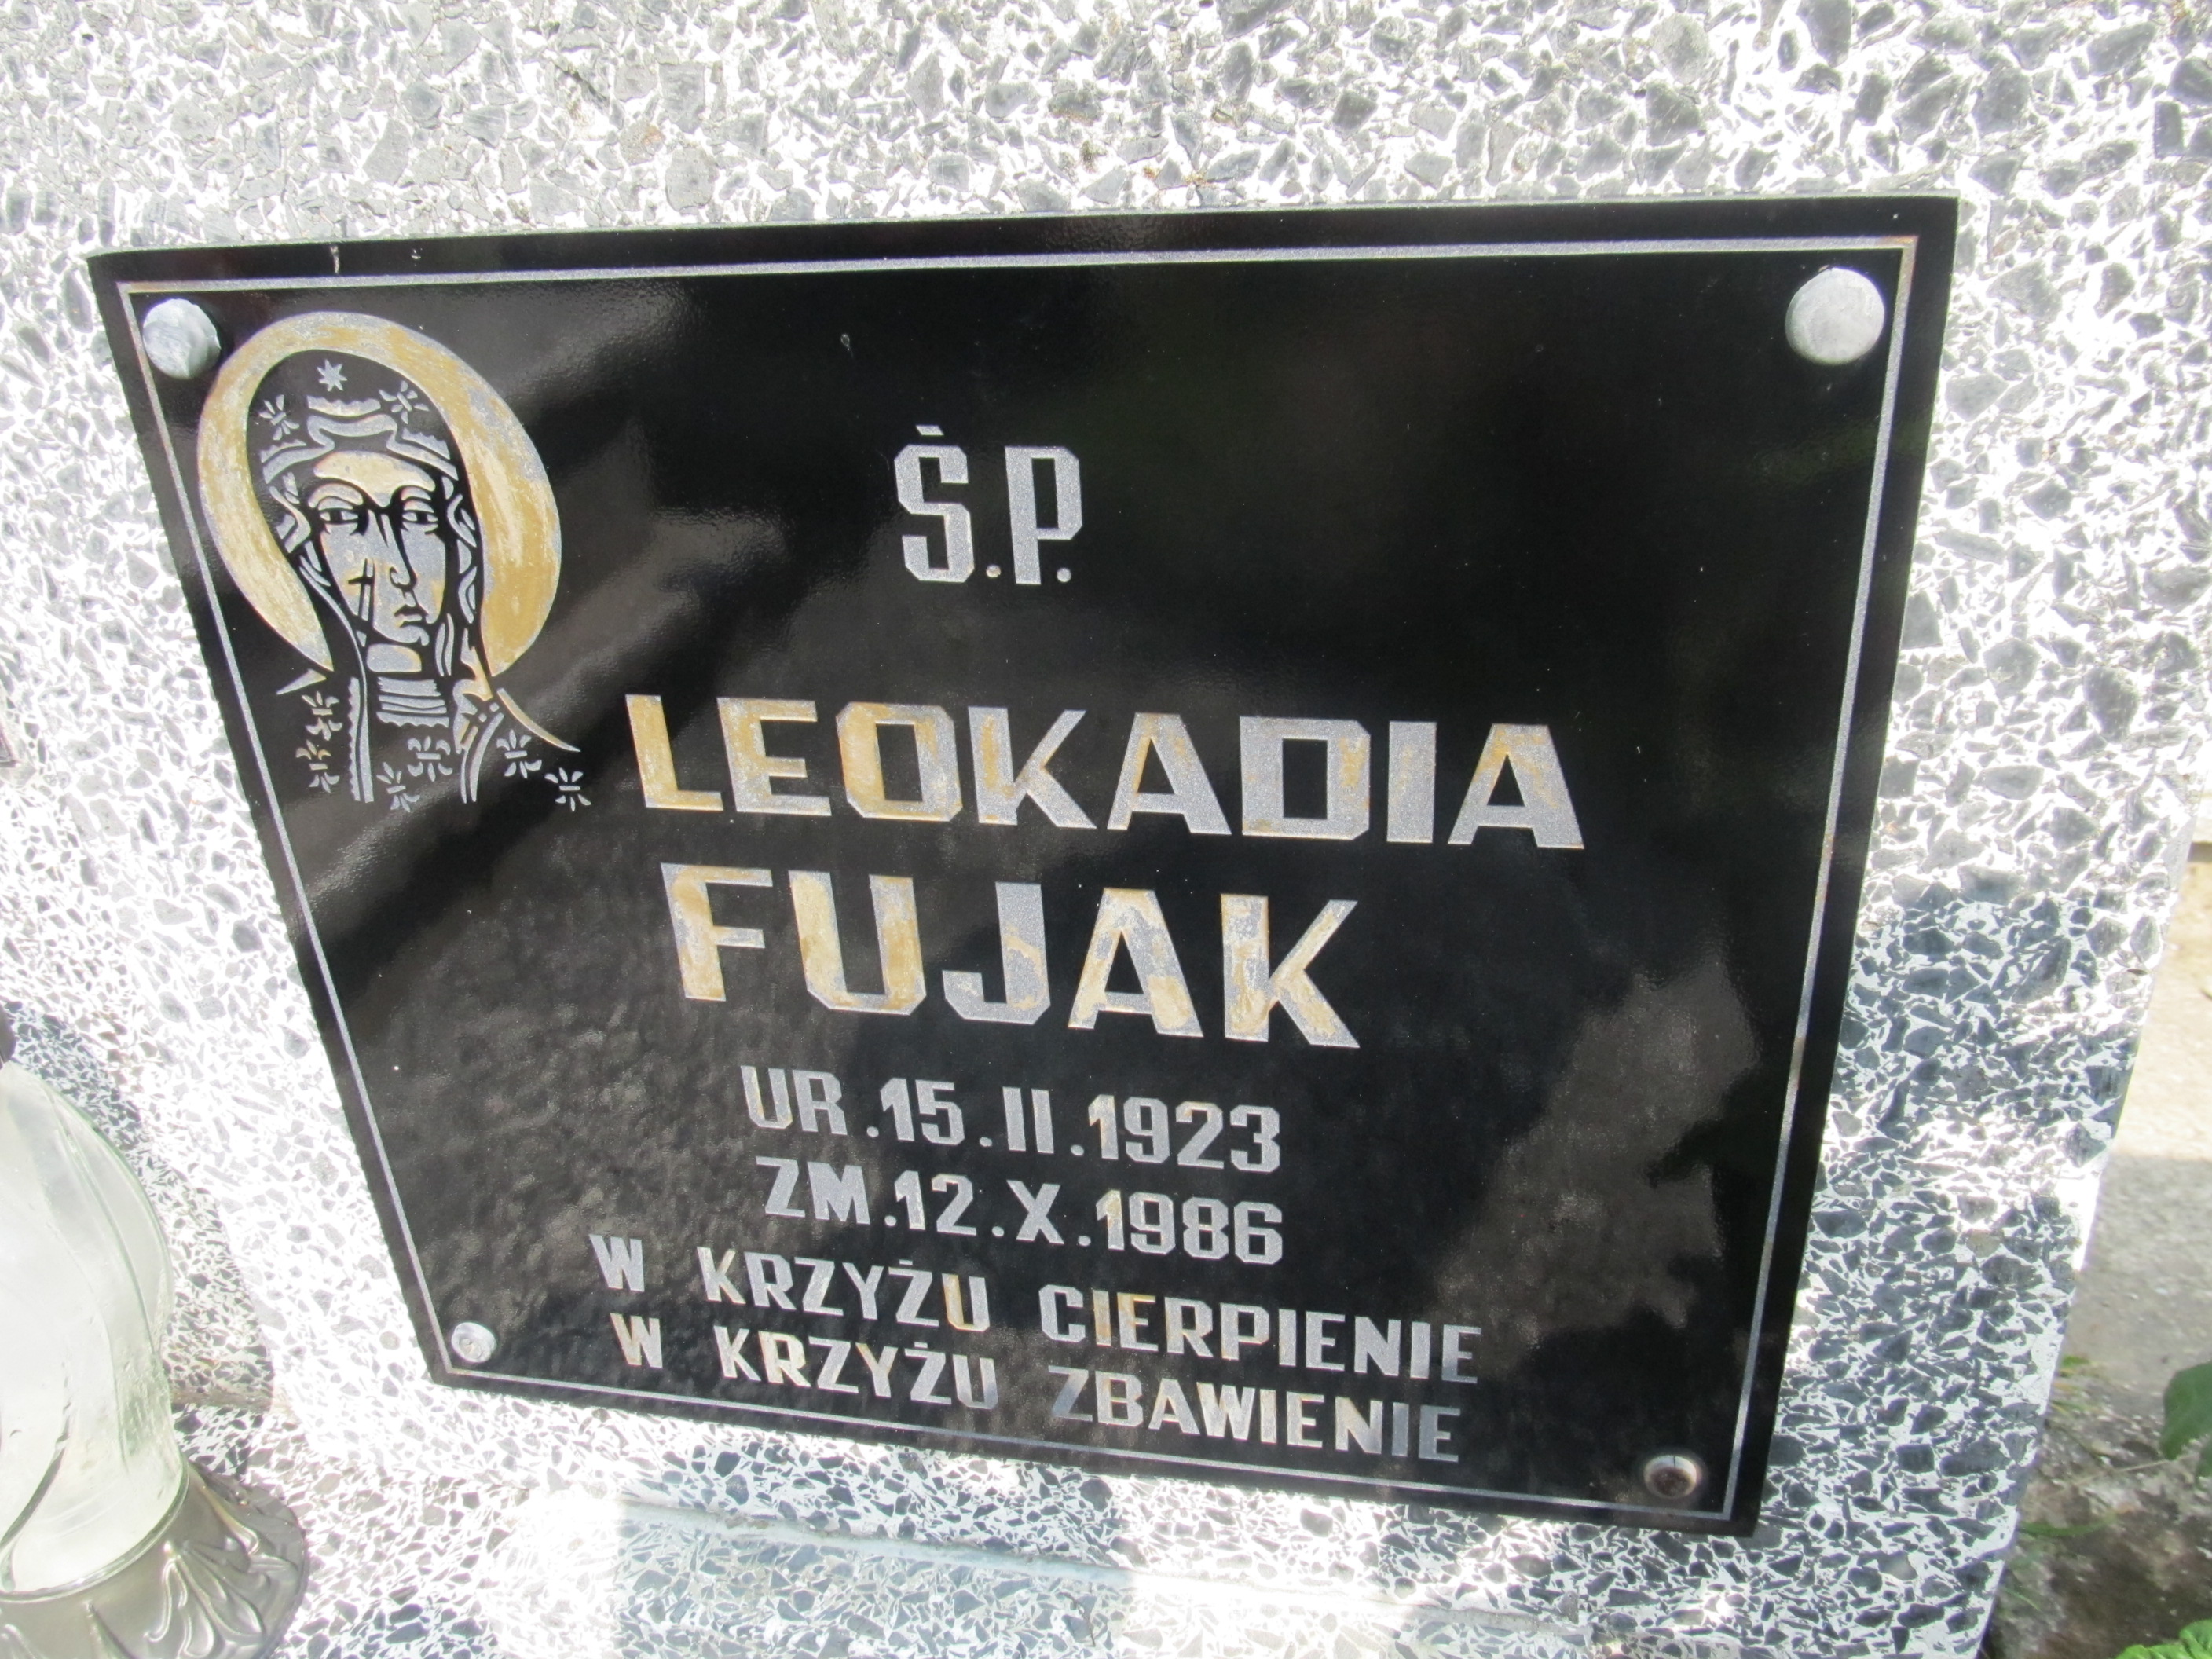 Ś.P.
LEOKADIA
FUJAK
UR.15.II.1923
ZM.12.X.1986
W KRZYŻU CIERPIENIE
W KRZYŻU ZBAWIENIE